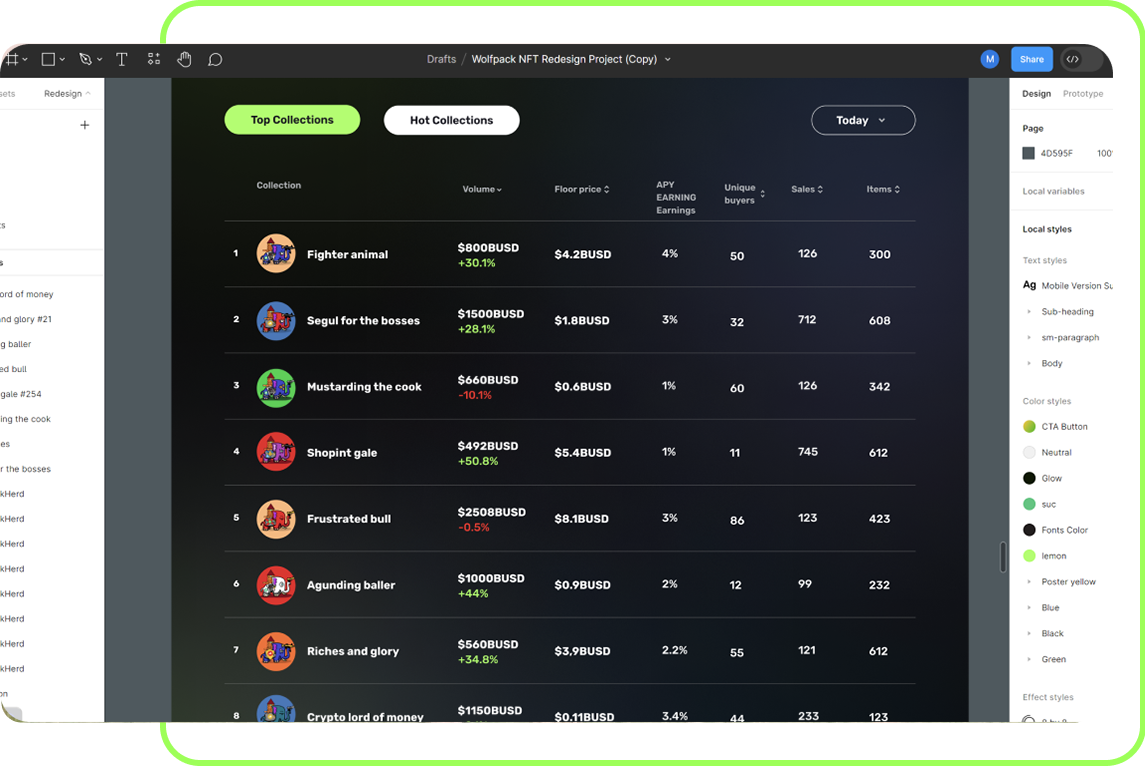 Drafts / Wolfpack NFT Redesign Project (Copy)
M
Share
Redesign
Top Collections
Hot Collections
Today
Collection
Volume
Floor price
APY
EARNING
Earnings
Unique
buyers
Sales
Items
1 Fighter animal $800BUSD +30.1% $4.2BUSD 4% 50 126 300
2 Segul for the bosses $1500BUSD +28.1% $1.8BUSD 3% 32 712 608
3 Mustarding the cook $660BUSD -10.1% $0.6BUSD 1% 60 126 342
4 Shopint gale $492BUSD +50.8% $5.4BUSD 1% 11 745 612
5 Frustrated bull $2508BUSD -0.5% $8.1BUSD 3% 86 123 423
6 Agunding baller $1000BUSD +44% $0.9BUSD 2% 12 99 232
7 Riches and glory $560BUSD +34.8% $3,9BUSD 2.2% 55 121 612
8 Crypto lord of money $1150BUSD $0.11BUSD 3.4% 44 233 123
ord of money
nd glory #21
g baller
ed bull
gale #254
ing the cook
es
r the bosses
kHerd
kHerd
kHerd
kHerd
kHerd
kHerd
kHerd
kHerd
on
Design Prototype
Page
4D595F 100
Local variables
Local styles
Text styles
Ag Mobile Version Su
Sub-heading
sm-paragraph
Body
Color styles
CTA Button
Neutral
Glow
suc
Fonts Color
lemon
Poster yellow
Blue
Black
Green
Effect styles